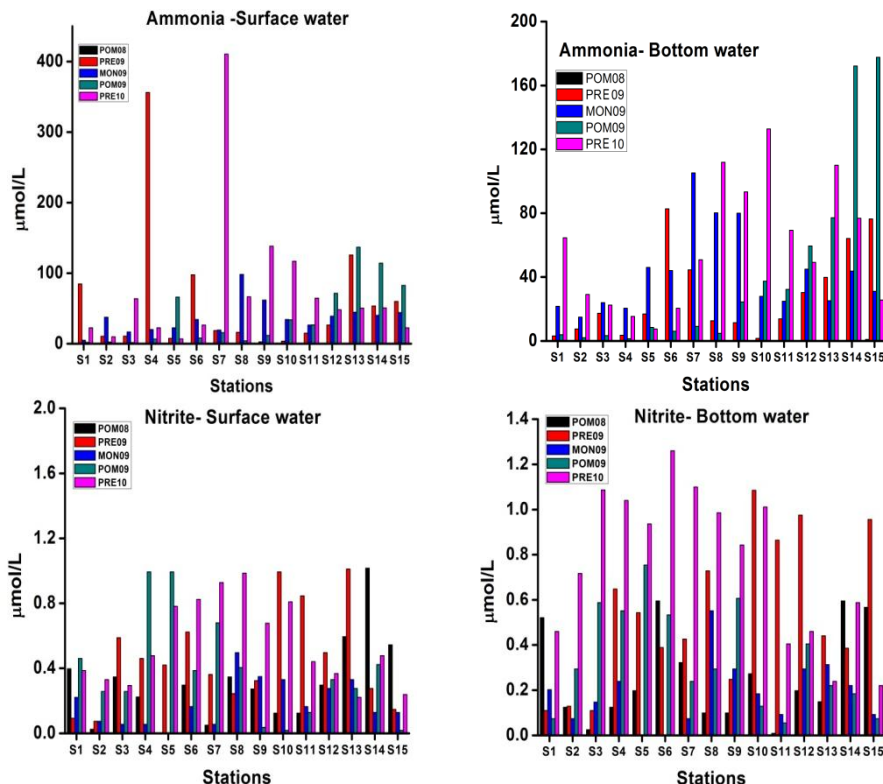 Ammonia -Surface water
POM08
PRE09
MON09
POM09
PRE10
400
300
200
100
0
μmol/L
S1 S2 S3 S4 S5 S6 S7 S8 S9 S10 S11 S12 S13 S14 S15
Stations
Ammonia- Bottom water
POM08
PRE09
MON09
POM09
PRE10
200
160
120
80
40
0
μmol/L
S1 S2 S3 S4 S5 S6 S7 S8 S9 S10 S11 S12 S13 S14 S15
Stations
Nitrite- Surface water
POM08
PRE09
MON09
POM09
PRE10
2.0
1.6
1.2
0.8
0.4
0.0
μmol/L
S1 S2 S3 S4 S5 S6 S7 S8 S9 S10 S11 S12 S13 S14 S15
Stations
Nitrite- Bottom water
POM08
PRE09
MON09
POM09
PRE10
1.4
1.2
1.0
0.8
0.6
0.4
0.2
0.0
μmol/L
S1 S2 S3 S4 S5 S6 S7 S8 S9 S10 S11 S12 S13 S14 S15
Stations